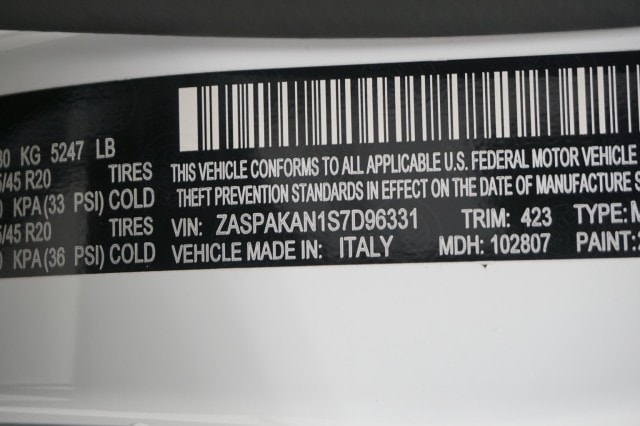 KG 5247 LB
/45 R20 TIRES
KPA (33 PSI) COLD
/45 R20 TIRES
KPA (36 PSI) COLD
THIS VEHICLE CONFORMS TO ALL APPLICABLE U.S. FEDERAL MOTOR VEHICLE
THEFT PREVENTION STANDARDS IN EFFECT ON THE DATE OF MANUFACTURE
VIN: ZASPAKAN1S7D96331 TRIM: 423 TYPE:
VEHICLE MADE IN: ITALY MDH: 102807 PAINT: